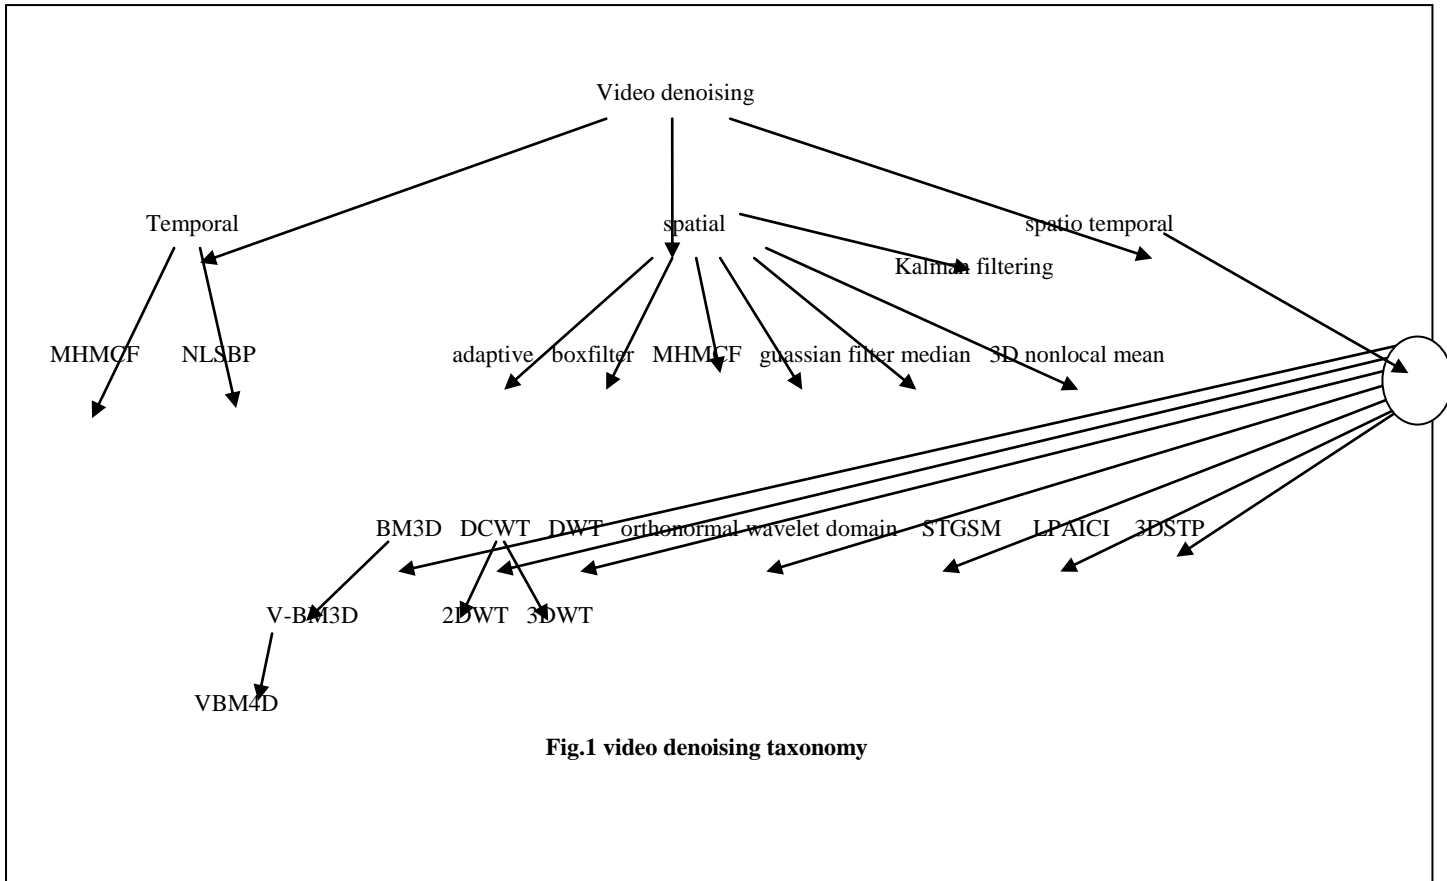 Video denoising
Temporal spatial spatio temporal
Kalman filtering
MHMCF NLSBP adaptive boxfilter MHMCF guassian filter median 3D nonlocal mean
BM3D DCWT DWT orthonormal wavelet domain STGSM LPAICI 3DSTP
V-BM3D 2DWT 3DWT
VBM4D
Fig.1 video denoising taxonomy